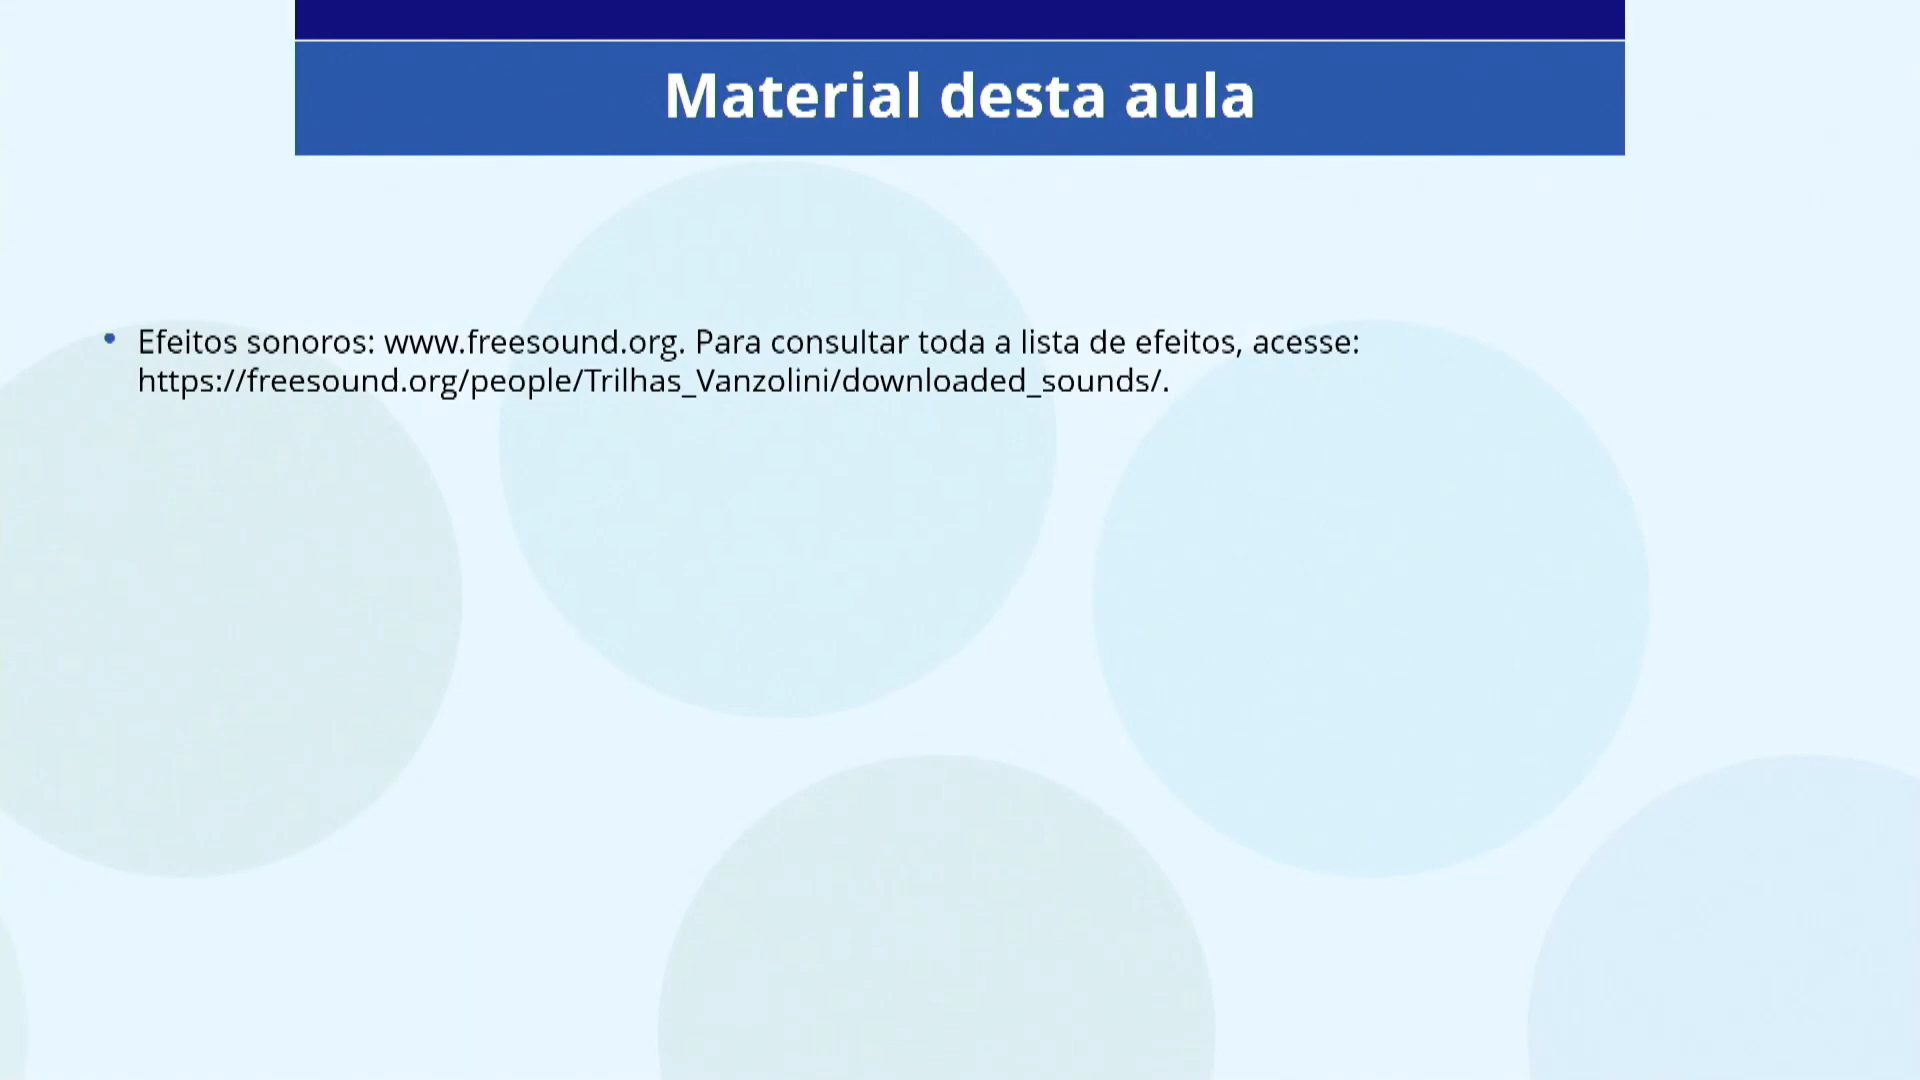 Material desta aula
• Efeitos sonoros: www.freesound.org. Para consultar toda a lista de efeitos, acesse:
https://freesound.org/people/Trilhas_Vanzolini/downloaded_sounds/.